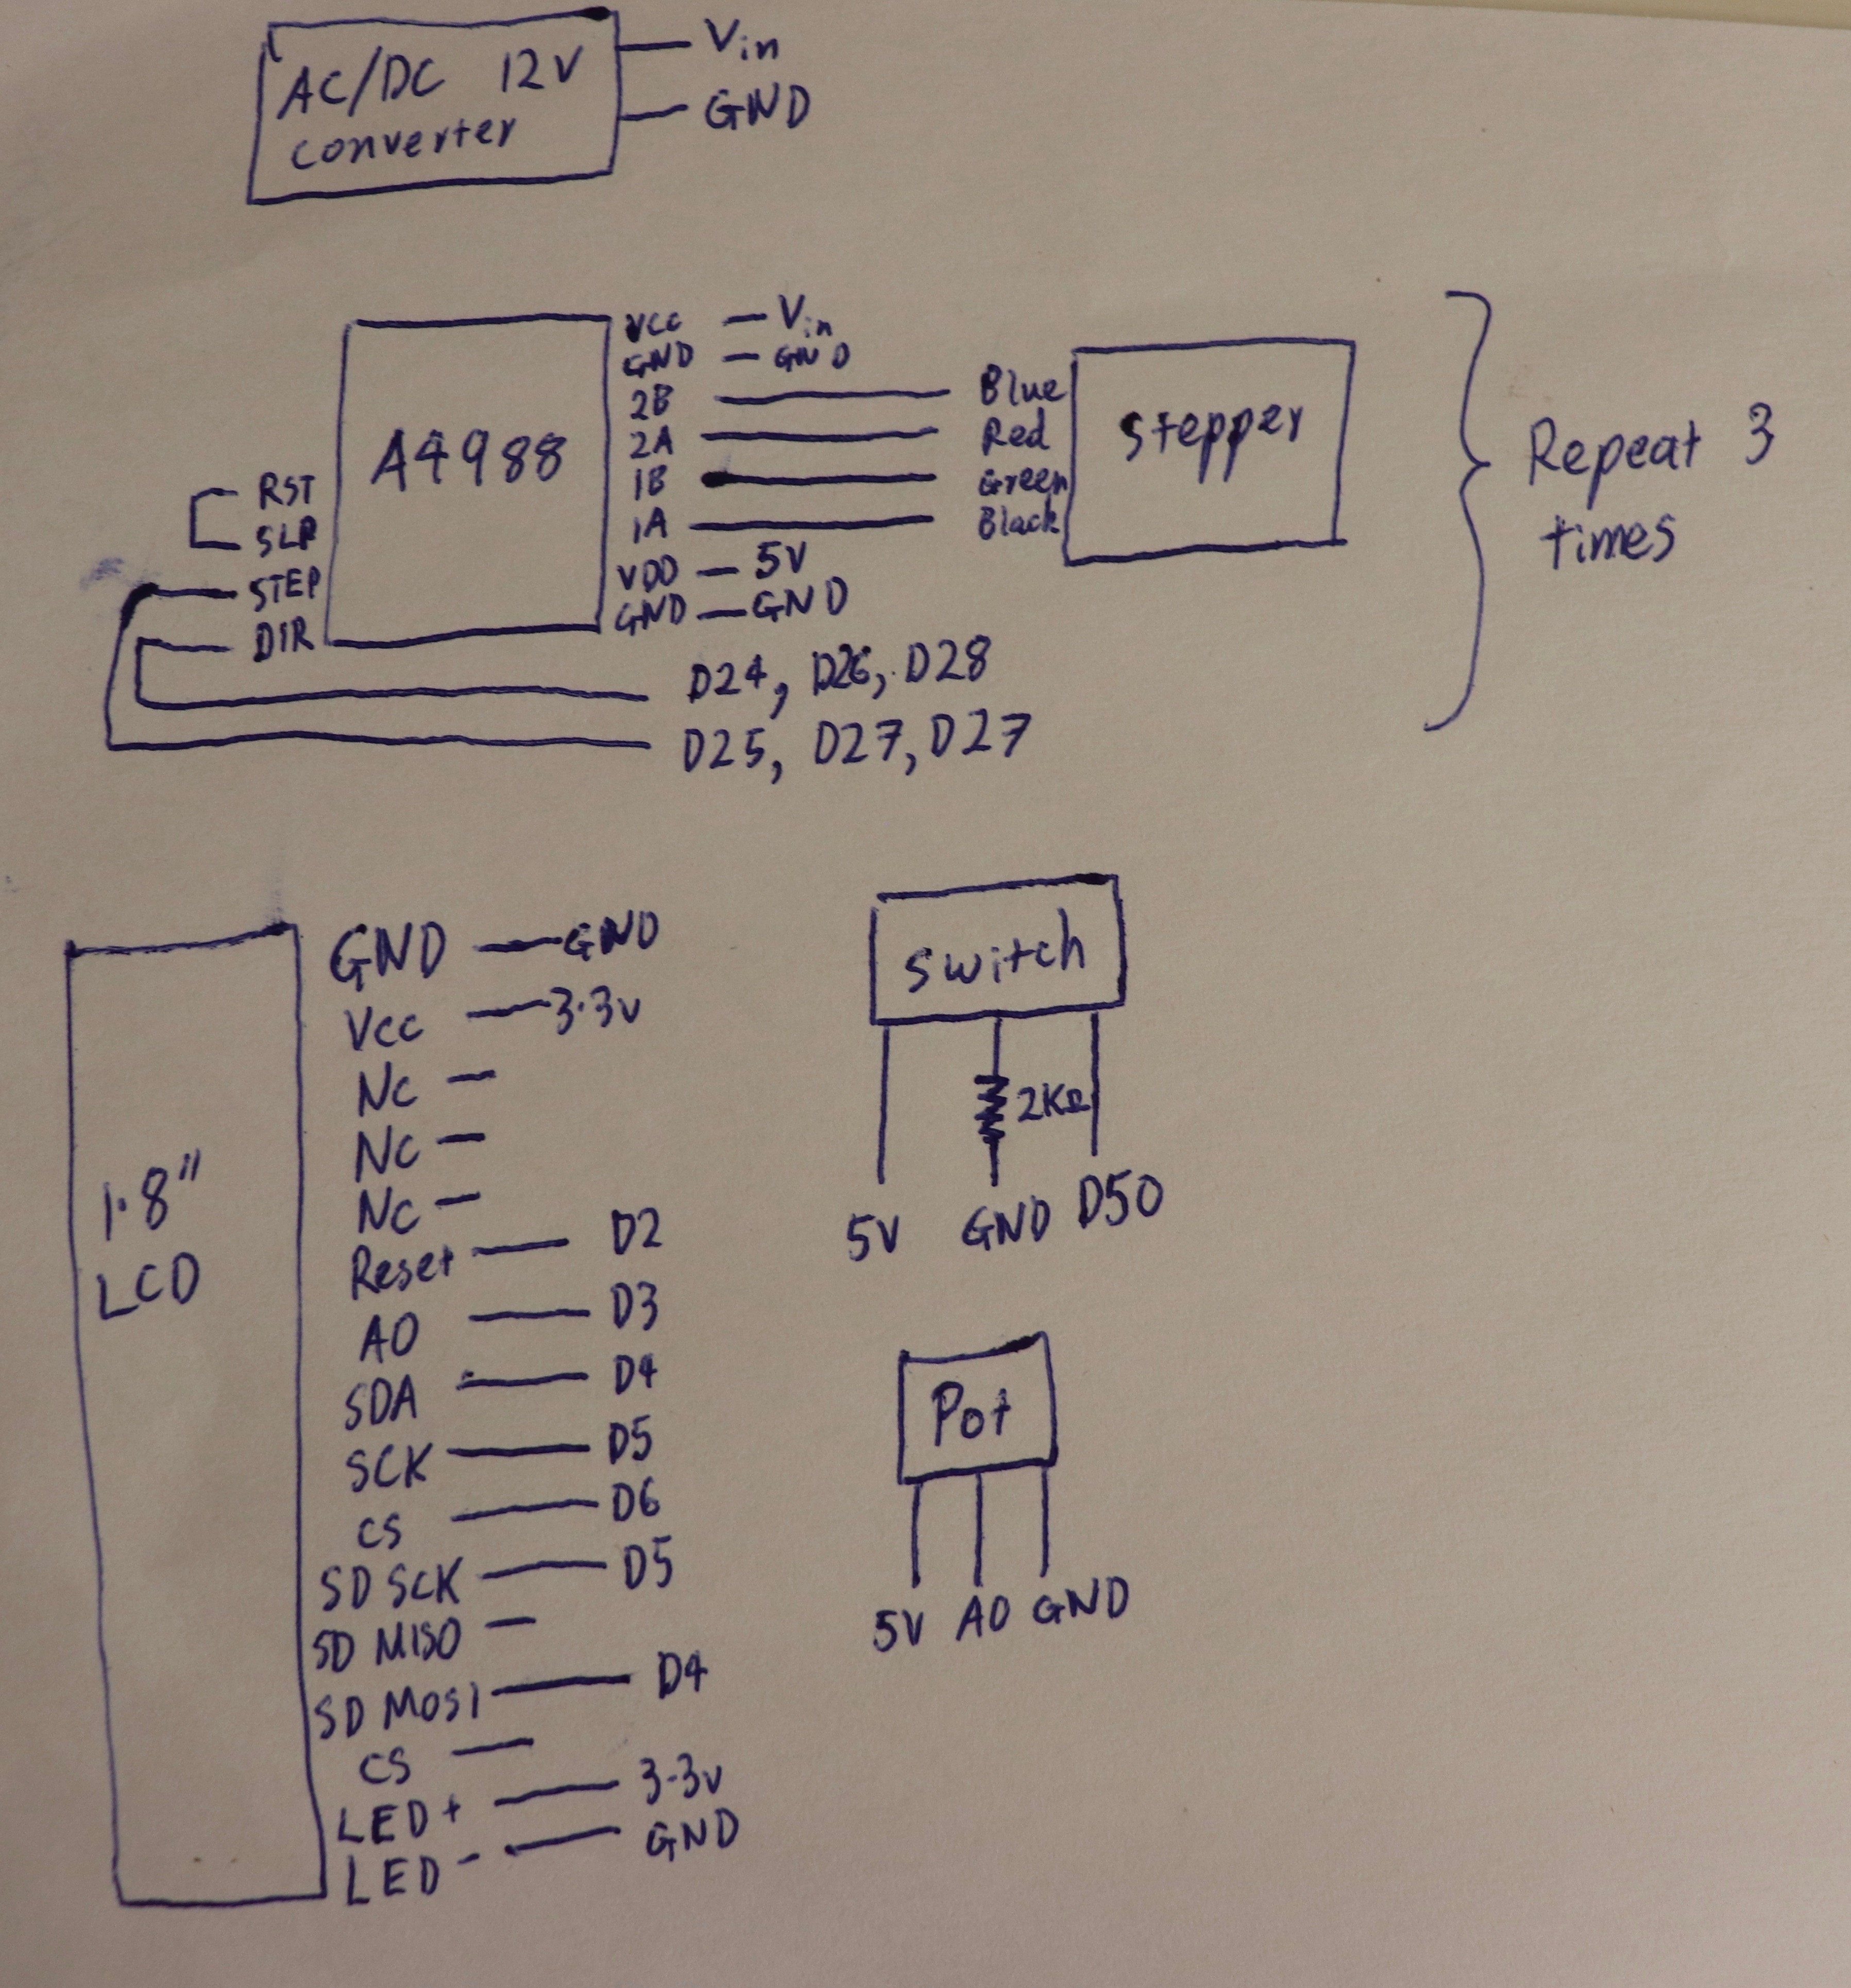 AC/DC 12V
converter
Vin
GND
A4988
RST
SLP
STEP
DIR
VCC Vin
GND GND
2B Blue
2A Red
1B Green
1A Black
VDD 5V
GND GND
Stepper
D24, D26, D28
D25, D27, D27
Repeat 3
times
1.8"
LCD
GND GND
Vcc 3.3v
NC
NC
NC
Reset D2
A0 D3
SDA D4
SCK D5
CS D6
SD SCK D5
SD MISO
SD MOSI D4
CS
LED+ 3.3v
LED- GND
Switch
2KΩ
5V GND D50
Pot
5V A0 GND